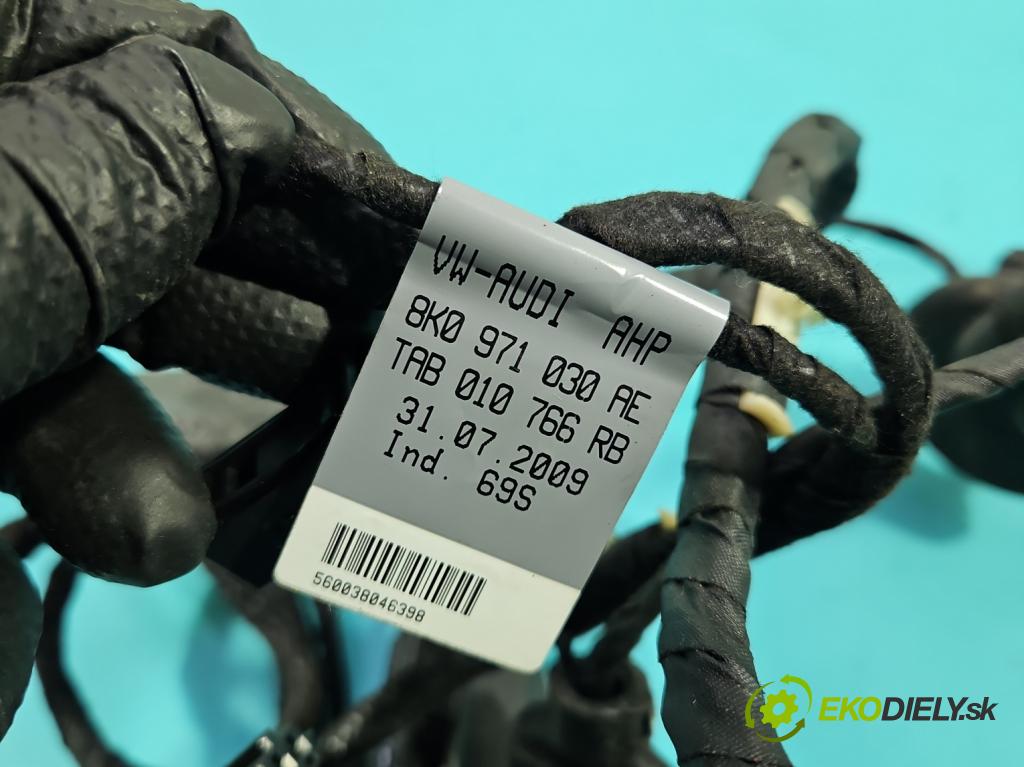 VW-AUDI AHP
8K0 971 030 AE
TAB 010 766 RB
31.07.2009
Ind. 69S
560038046398
EKODIELY.sk